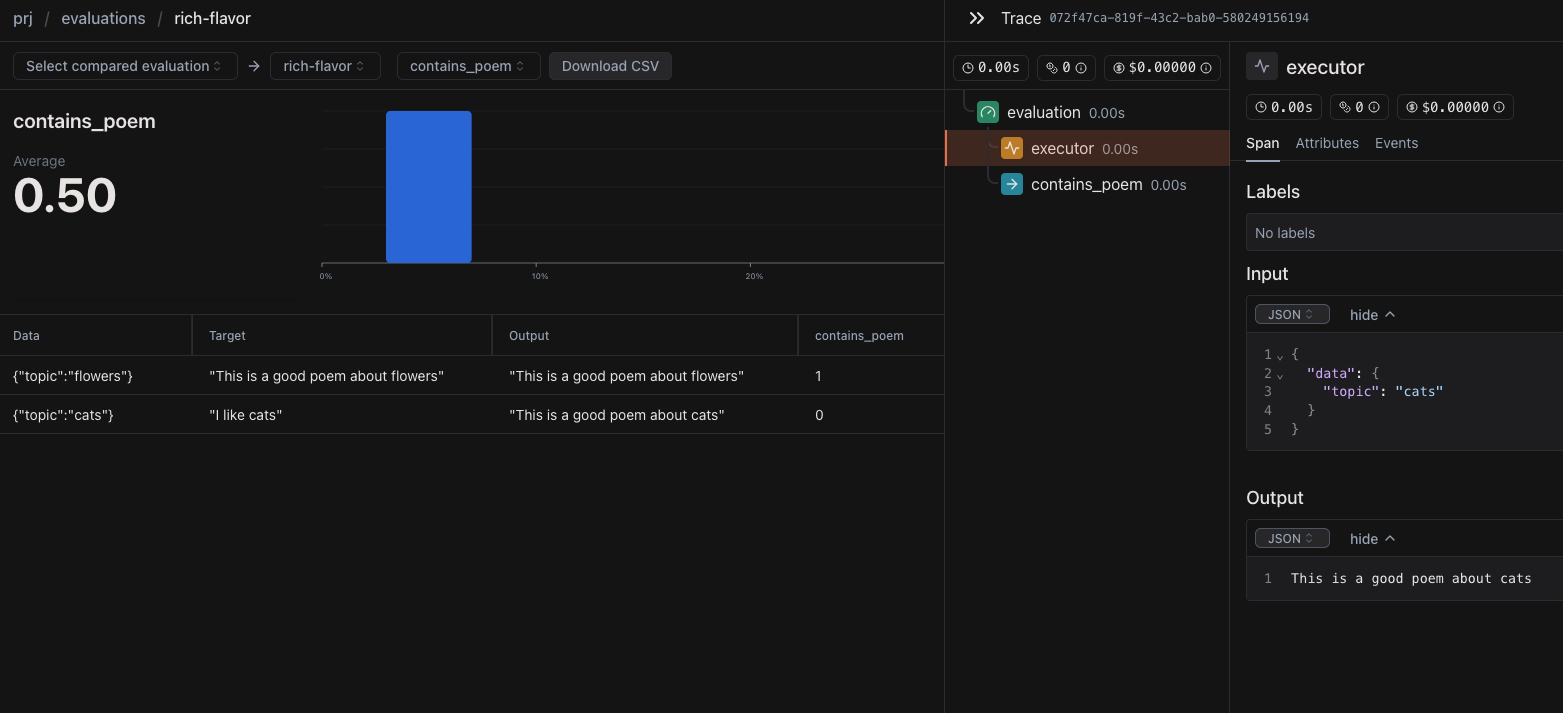 prj / evaluations / rich-flavor
Select compared evaluation → rich-flavor contains_poem Download CSV
contains_poem
Average
0.50
0% 10% 20%
Data Target Output contains_poem
{"topic":"flowers"} "This is a good poem about flowers" "This is a good poem about flowers" 1
{"topic":"cats"} "I like cats" "This is a good poem about cats" 0
Trace 072f47ca-819f-43c2-bab0-580249156194
0.00s 0 $0.00000
evaluation 0.00s
executor 0.00s
contains_poem 0.00s
executor
0.00s 0 $0.00000
Span Attributes Events
Labels
No labels
Input
JSON hide
1 {
2 "data": {
3 "topic": "cats"
4 }
5 }
Output
JSON hide
1 This is a good poem about cats